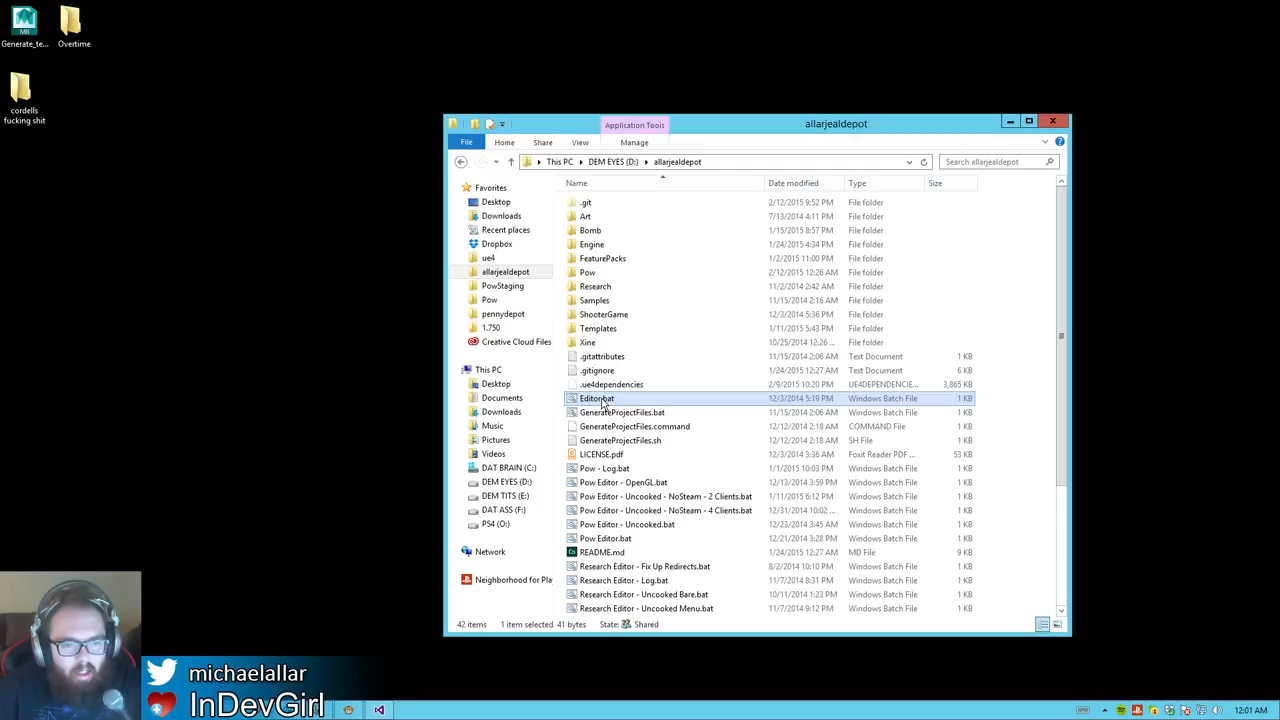 MB
Generate_te...
Overtime
cordells
fucking shit
Application Tools
allarjealdepot
File
Home
Share
View
Manage
This PC
DEM EYES (D:)
allarjealdepot
Search allarjealdepot
Name
Date modified
Type
Size
Favorites
Desktop
Downloads
Recent places
Dropbox
ue4
allarjealdepot
PowStaging
Pow
pennydepot
1.750
Creative Cloud Files
This PC
Desktop
Documents
Downloads
Music
Pictures
Videos
DAT BRAIN (C:)
DEM EYES (D:)
DEM TITS (E:)
DAT ASS (F:)
PS4 (O:)
Network
Neighborhood for Pla
.git 2/12/2015 9:52 PM File folder
Art 7/13/2014 4:11 PM File folder
Bomb 1/15/2015 8:57 PM File folder
Engine 1/24/2015 4:34 PM File folder
FeaturePacks 1/2/2015 11:00 PM File folder
Pow 2/12/2015 12:26 AM File folder
Research 11/2/2014 2:42 AM File folder
Samples 11/15/2014 2:16 AM File folder
ShooterGame 12/3/2014 5:36 PM File folder
Templates 1/11/2015 5:43 PM File folder
Xine 10/25/2014 12:26 ... File folder
.gitattributes 11/15/2014 2:06 AM Text Document 1 KB
.gitignore 1/24/2015 12:27 AM Text Document 6 KB
.ue4dependencies 2/9/2015 10:20 PM UE4DEPENDENCIE... 3,865 KB
Editor.bat 12/3/2014 5:19 PM Windows Batch File 1 KB
GenerateProjectFiles.bat 11/15/2014 2:06 AM Windows Batch File 1 KB
GenerateProjectFiles.command 12/12/2014 2:18 AM COMMAND File 1 KB
GenerateProjectFiles.sh 12/12/2014 2:18 AM SH File 1 KB
LICENSE.pdf 12/3/2014 3:36 AM Foxit Reader PDF ... 53 KB
Pow - Log.bat 1/1/2015 10:03 PM Windows Batch File 1 KB
Pow Editor - OpenGL.bat 12/13/2014 3:59 PM Windows Batch File 1 KB
Pow Editor - Uncooked - NoSteam - 2 Clients.bat 1/11/2015 6:12 PM Windows Batch File 1 KB
Pow Editor - Uncooked - NoSteam - 4 Clients.bat 12/31/2014 10:02 ... Windows Batch File 1 KB
Pow Editor - Uncooked.bat 12/23/2014 3:45 AM Windows Batch File 1 KB
Pow Editor.bat 12/21/2014 3:28 PM Windows Batch File 1 KB
README.md 1/24/2015 12:27 AM MD File 9 KB
Research Editor - Fix Up Redirects.bat 8/2/2014 10:10 PM Windows Batch File 1 KB
Research Editor - Log.bat 11/7/2014 8:31 PM Windows Batch File 1 KB
Research Editor - Uncooked Bare.bat 10/11/2014 1:23 PM Windows Batch File 1 KB
Research Editor - Uncooked Menu.bat 11/7/2014 9:12 PM Windows Batch File 1 KB
42 items 1 item selected 41 bytes State: Shared
michaelallar
InDevGirl
12:01 AM